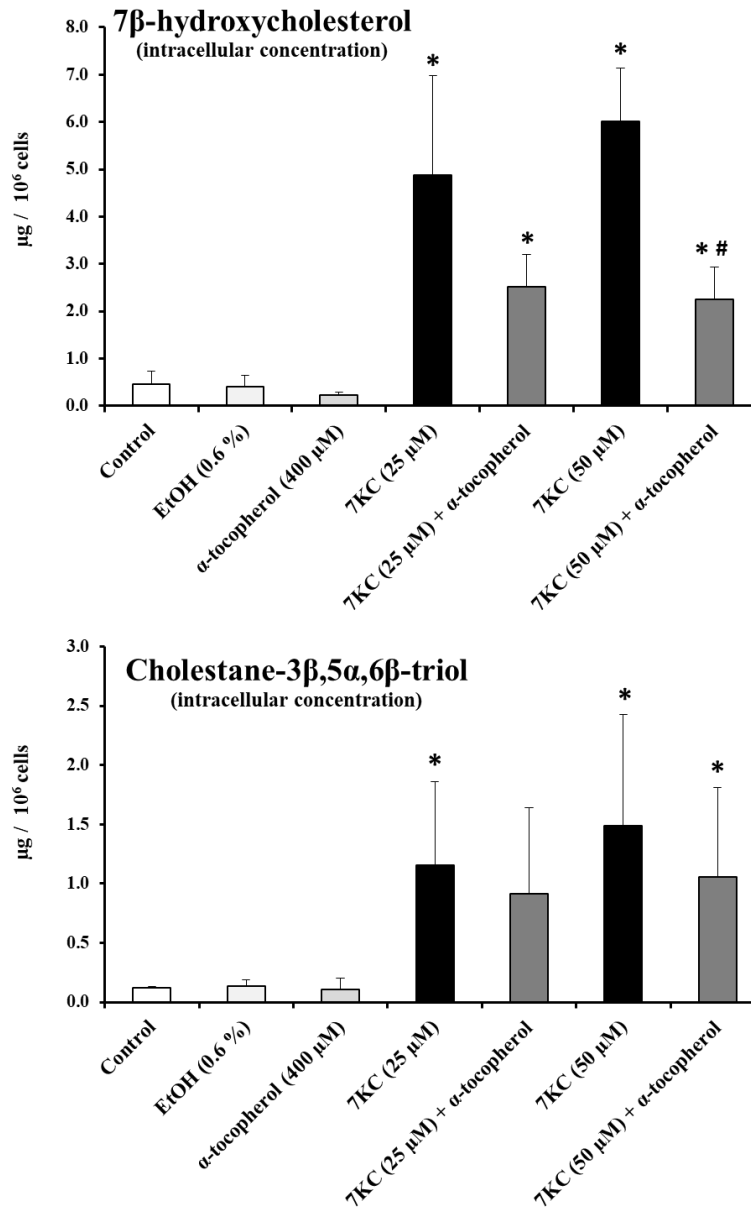 7β-hydroxycholesterol
(intracellular concentration)
µg / 10⁶ cells
8.0
7.0
6.0
5.0
4.0
3.0
2.0
1.0
0.0
*
*
*
* #
Control
EtOH (0.6 %)
α-tocopherol (400 µM)
7KC (25 µM)
7KC (25 µM) + α-tocopherol
7KC (50 µM)
7KC (50 µM) + α-tocopherol
Cholestane-3β,5α,6β-triol
(intracellular concentration)
µg / 10⁶ cells
3.0
2.5
2.0
1.5
1.0
0.5
0.0
*
*
*
Control
EtOH (0.6 %)
α-tocopherol (400 µM)
7KC (25 µM)
7KC (25 µM) + α-tocopherol
7KC (50 µM)
7KC (50 µM) + α-tocopherol